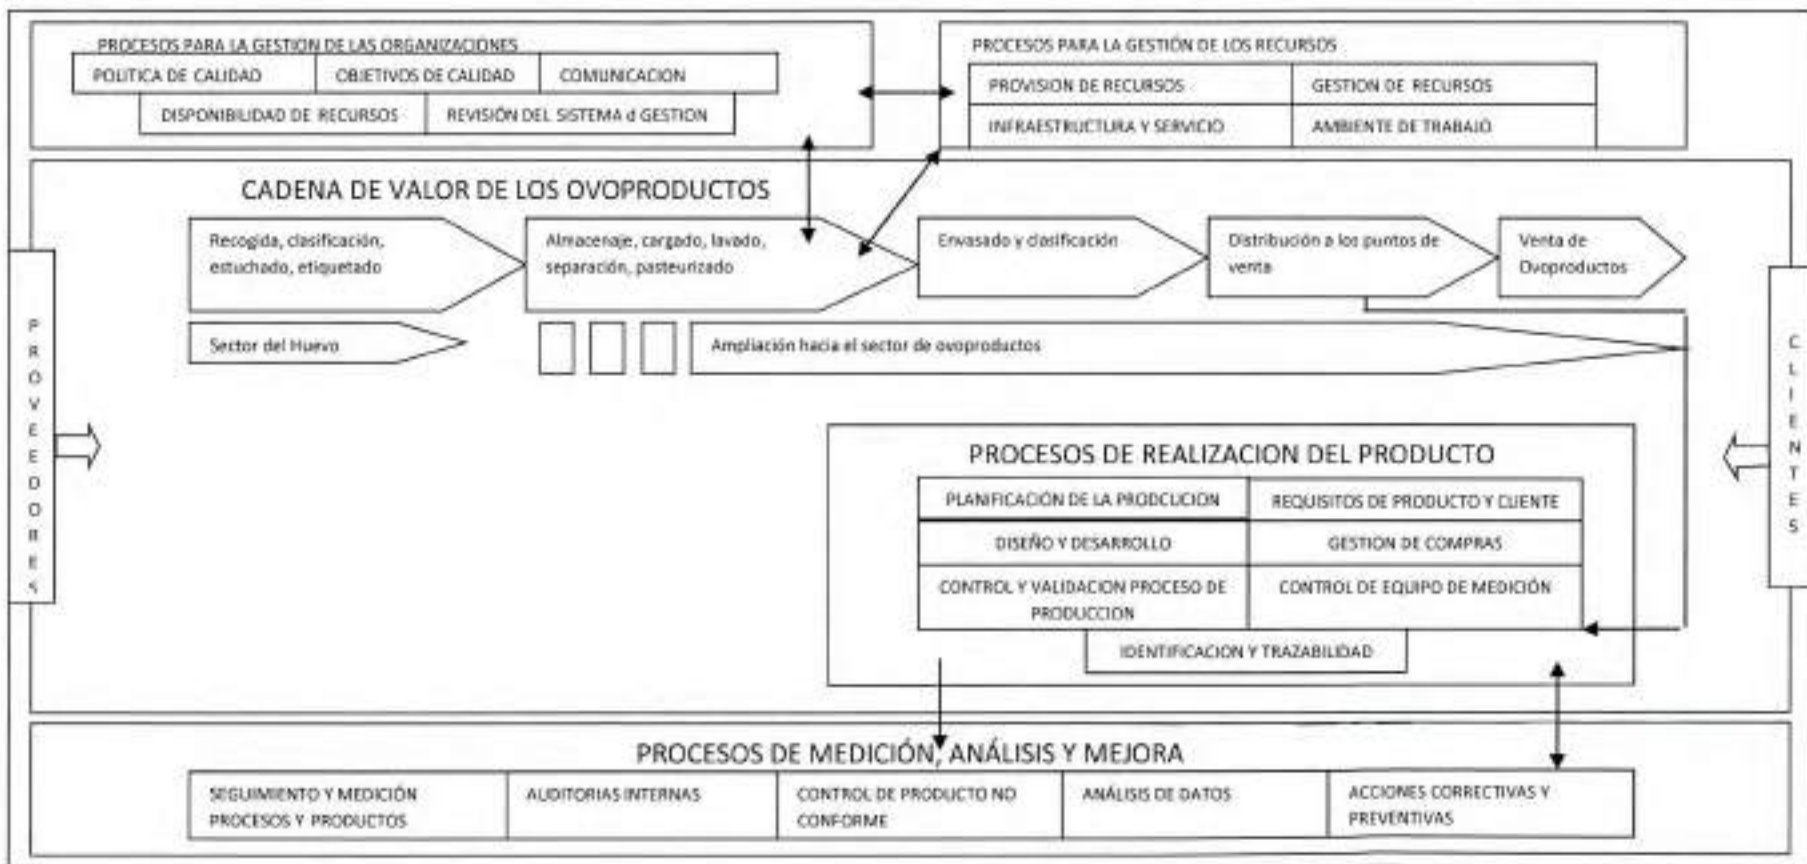 PROCESOS PARA LA GESTION DE LAS ORGANIZACIONES
POLITICA DE CALIDAD
OBJETIVOS DE CALIDAD
COMUNICACION
DISPONIBILIDAD DE RECURSOS
REVISIÓN DEL SISTEMA d GESTION
PROCESOS PARA LA GESTIÓN DE LOS RECURSOS
PROVISION DE RECURSOS
GESTION DE RECURSOS
INFRAESTRUCTURA Y SERVICIO
AMBIENTE DE TRABAJO
CADENA DE VALOR DE LOS OVOPRODUCTOS
Recogida, clasificación,
estuchado, etiquetado
Almacenaje, cargado, lavado,
separación, pasteurizado
Envasado y clasificación
Distribución a los puntos de
venta
Venta de
Ovoproductos
Sector del Huevo
Ampliación hacia el sector de ovoproductos
PROVEEDORES
CLIENTES
PROCESOS DE REALIZACION DEL PRODUCTO
PLANIFICACIÓN DE LA PRODCUCION
REQUISITOS DE PRODUCTO Y CLIENTE
DISEÑO Y DESARROLLO
GESTION DE COMPRAS
CONTROL Y VALIDACION PROCESO DE
PRODUCCION
CONTROL DE EQUIPO DE MEDICIÓN
IDENTIFICACION Y TRAZABILIDAD
PROCESOS DE MEDICIÓN, ANÁLISIS Y MEJORA
SEGUIMIENTO Y MEDICIÓN
PROCESOS Y PRODUCTOS
AUDITORIAS INTERNAS
CONTROL DE PRODUCTO NO
CONFORME
ANÁLISIS DE DATOS
ACCIONES CORRECTIVAS Y
PREVENTIVAS